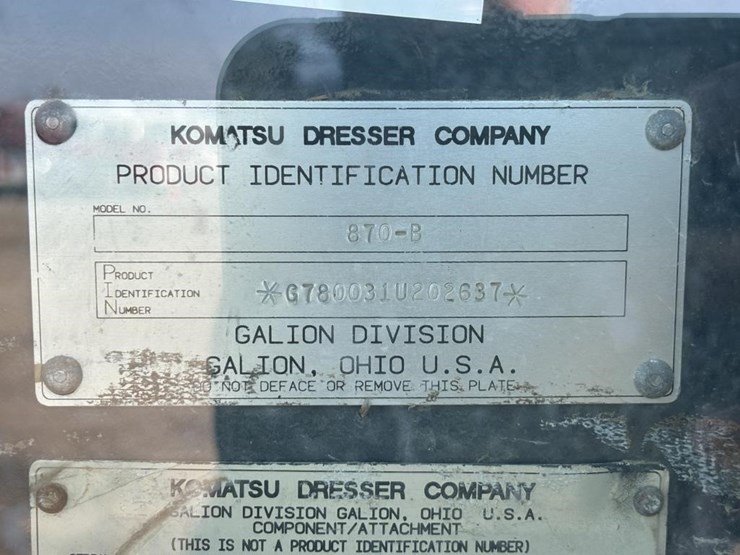 KOMATSU DRESSER COMPANY
PRODUCT IDENTIFICATION NUMBER
MODEL NO.
870-B
PRODUCT
IDENTIFICATION
NUMBER
*G780031U202637*
GALION DIVISION
GALION, OHIO U.S.A.
DO NOT DEFACE OR REMOVE THIS PLATE
KOMATSU DRESSER COMPANY
GALION DIVISION GALION, OHIO U.S.A.
COMPONENT/ATTACHMENT
(THIS IS NOT A PRODUCT IDENTIFICATION NUMBER)